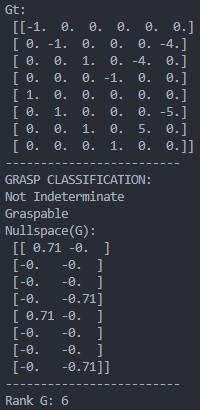 Gt:
[[-1. 0. 0. 0. 0. 0.]
[ 0. -1. 0. 0. 0. -4.]
[ 0. 0. 1. 0. -4. 0.]
[ 0. 0. 0. -1. 0. 0.]
[ 1. 0. 0. 0. 0. 0.]
[ 0. 1. 0. 0. 0. -5.]
[ 0. 0. 1. 0. 5. 0.]
[ 0. 0. 0. 1. 0. 0.]]
-------------------------
GRASP CLASSIFICATION:
Not Indeterminate
Graspable
Nullspace(G):
[[ 0.71 -0. ]
[-0. -0. ]
[-0. -0. ]
[-0. -0.71]
[ 0.71 -0. ]
[-0. -0. ]
[-0. -0. ]
[-0. -0.71]]
-------------------------
Rank G: 6